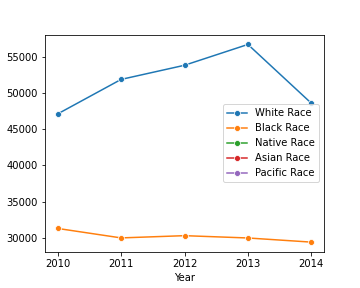 55000
50000
45000
40000
35000
30000
White Race
Black Race
Native Race
Asian Race
Pacific Race
2010 2011 2012 2013 2014
Year